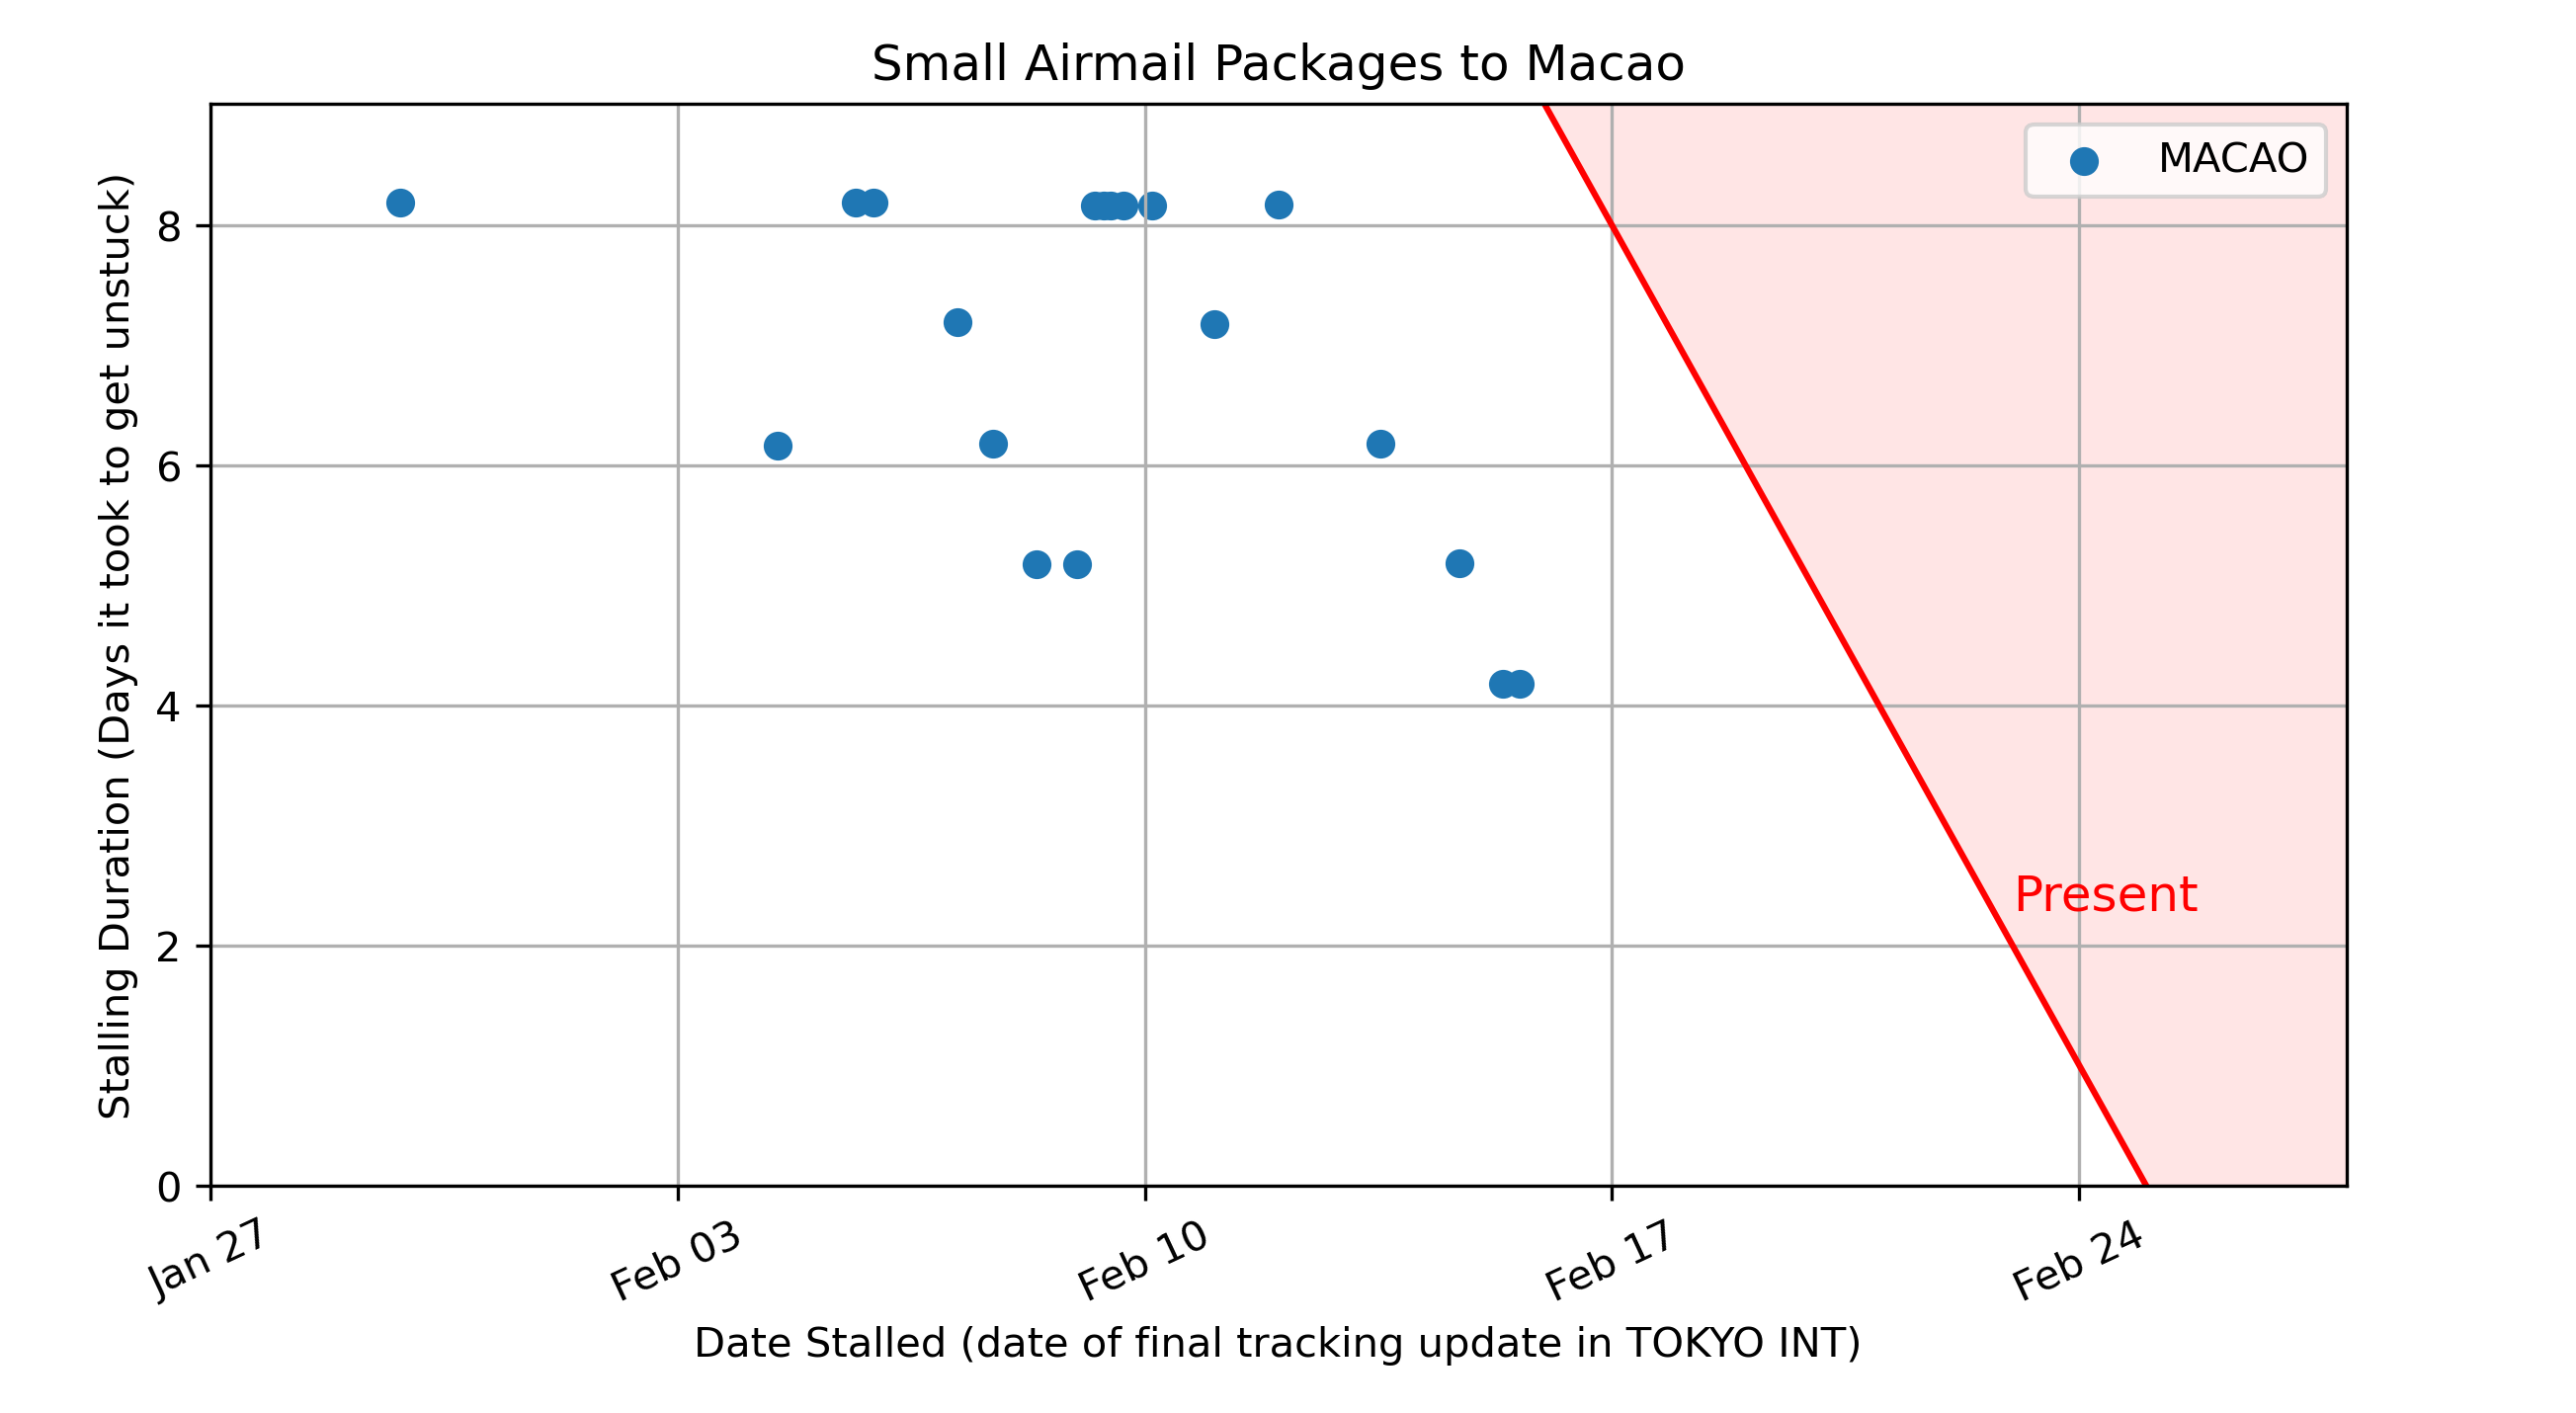 Small Airmail Packages to Macao
MACAO
Stalling Duration (Days it took to get unstuck)
8
6
4
2
0
Present
Jan 27
Feb 03
Feb 10
Feb 17
Feb 24
Date Stalled (date of final tracking update in TOKYO INT)